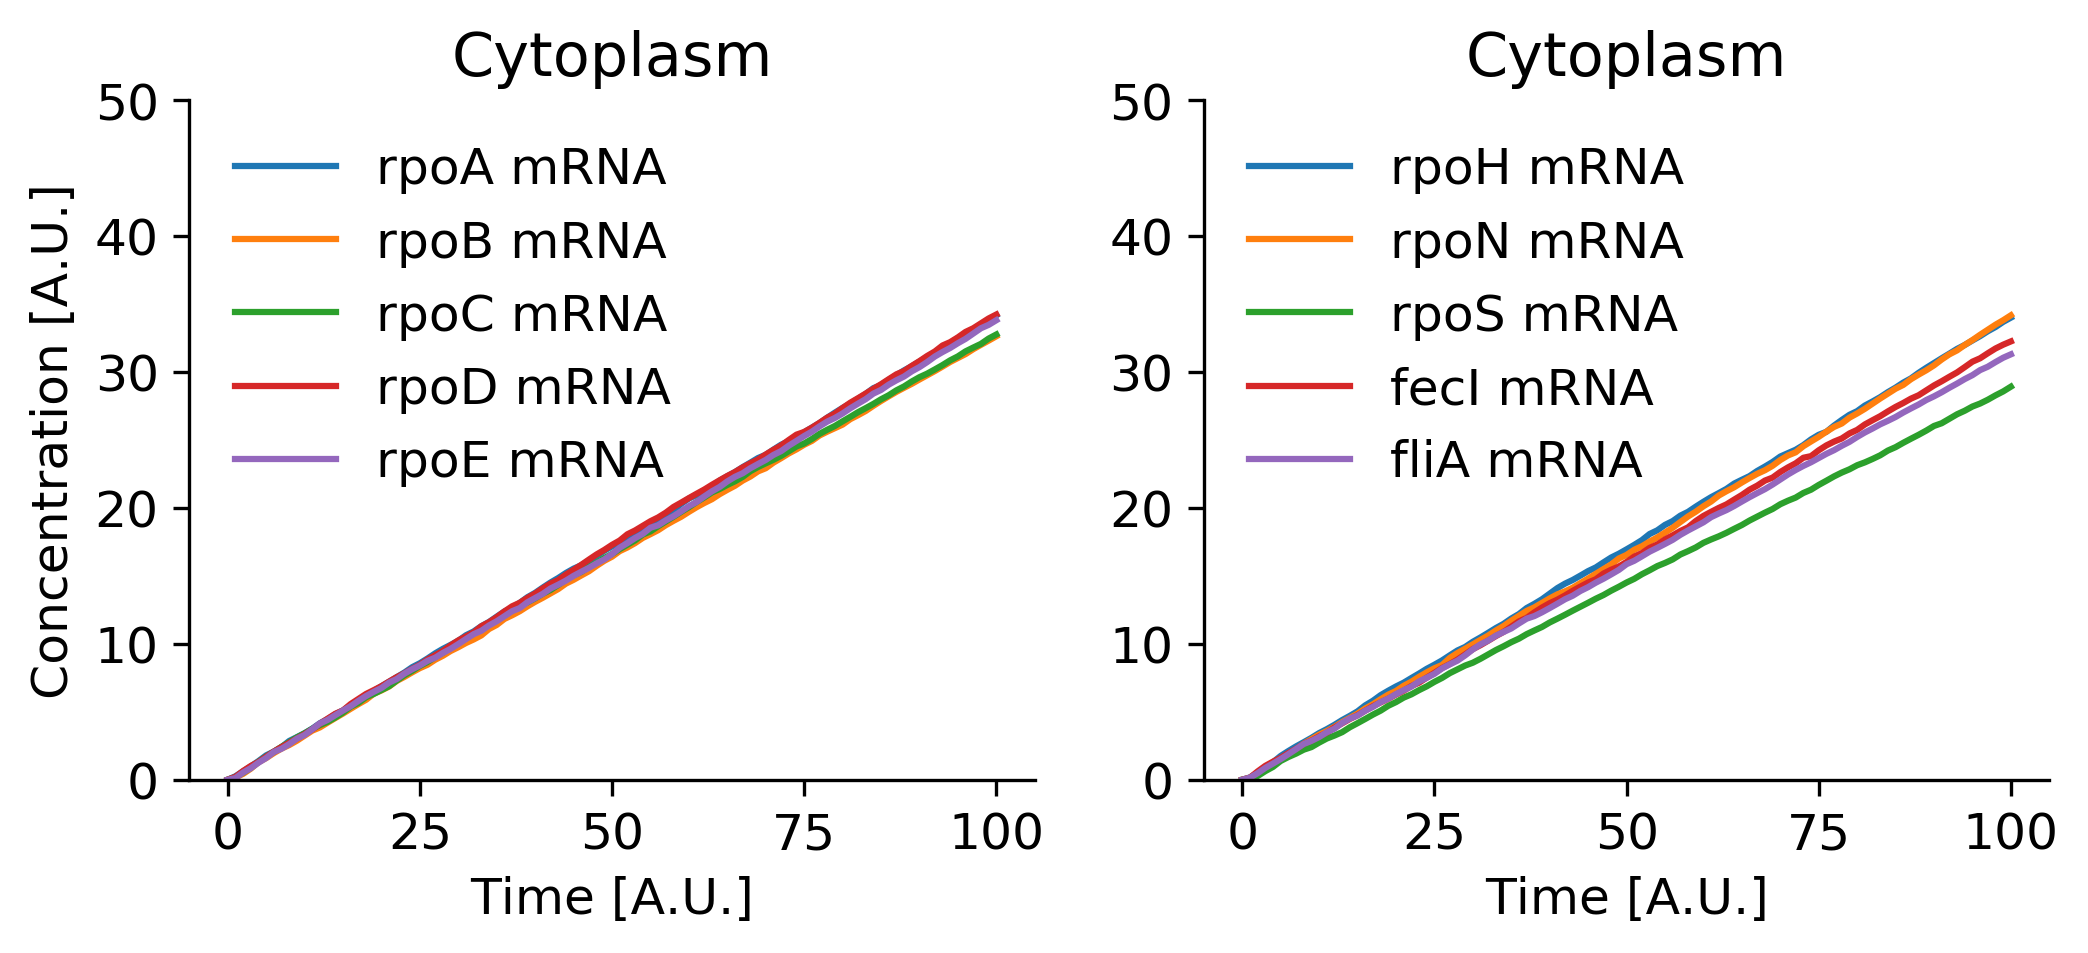 Cytoplasm
50
40
30
20
10
0
Concentration [A.U.]
rpoA mRNA
rpoB mRNA
rpoC mRNA
rpoD mRNA
rpoE mRNA
0 25 50 75 100
Time [A.U.]
Cytoplasm
50
40
30
20
10
0
rpoH mRNA
rpoN mRNA
rpoS mRNA
fecI mRNA
fliA mRNA
0 25 50 75 100
Time [A.U.]